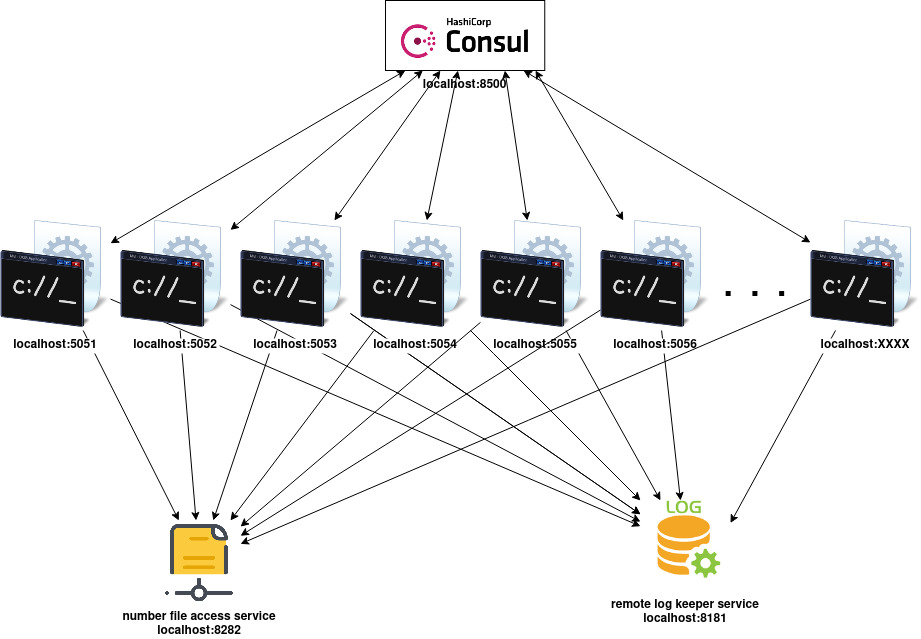 HashiCorp
Consul
localhost:8500
C://_
C://_
C://_
C://_
C://_
C://_
. . .
C://_
localhost:5051
localhost:5052
localhost:5053
localhost:5054
localhost:5055
localhost:5056
localhost:XXXX
LOG
number file access service
localhost:8282
remote log keeper service
localhost:8181